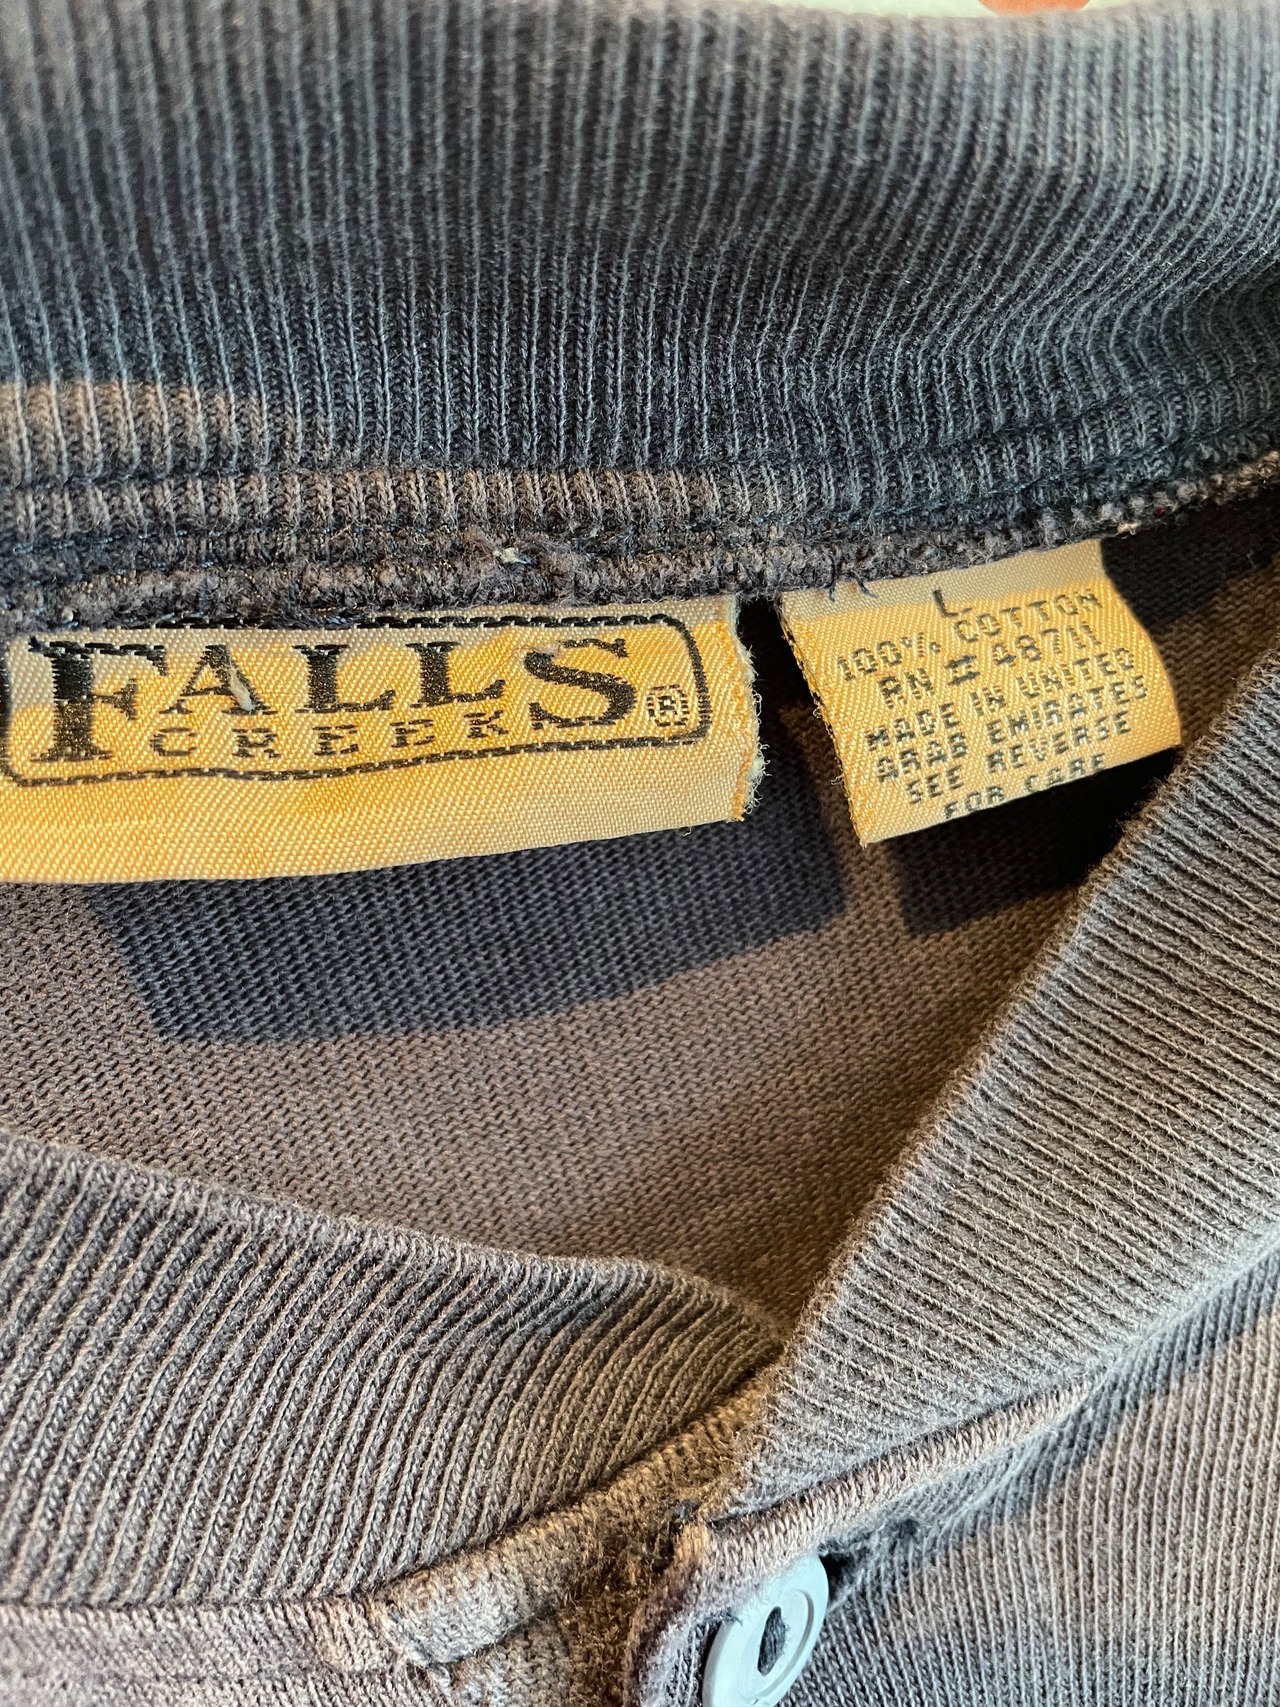 FALLS ®
CREEK
L
100% COTTON
RN # 48711
MADE IN UNITED
ARAB EMIRATES
SEE REVERSE
FOR CARE